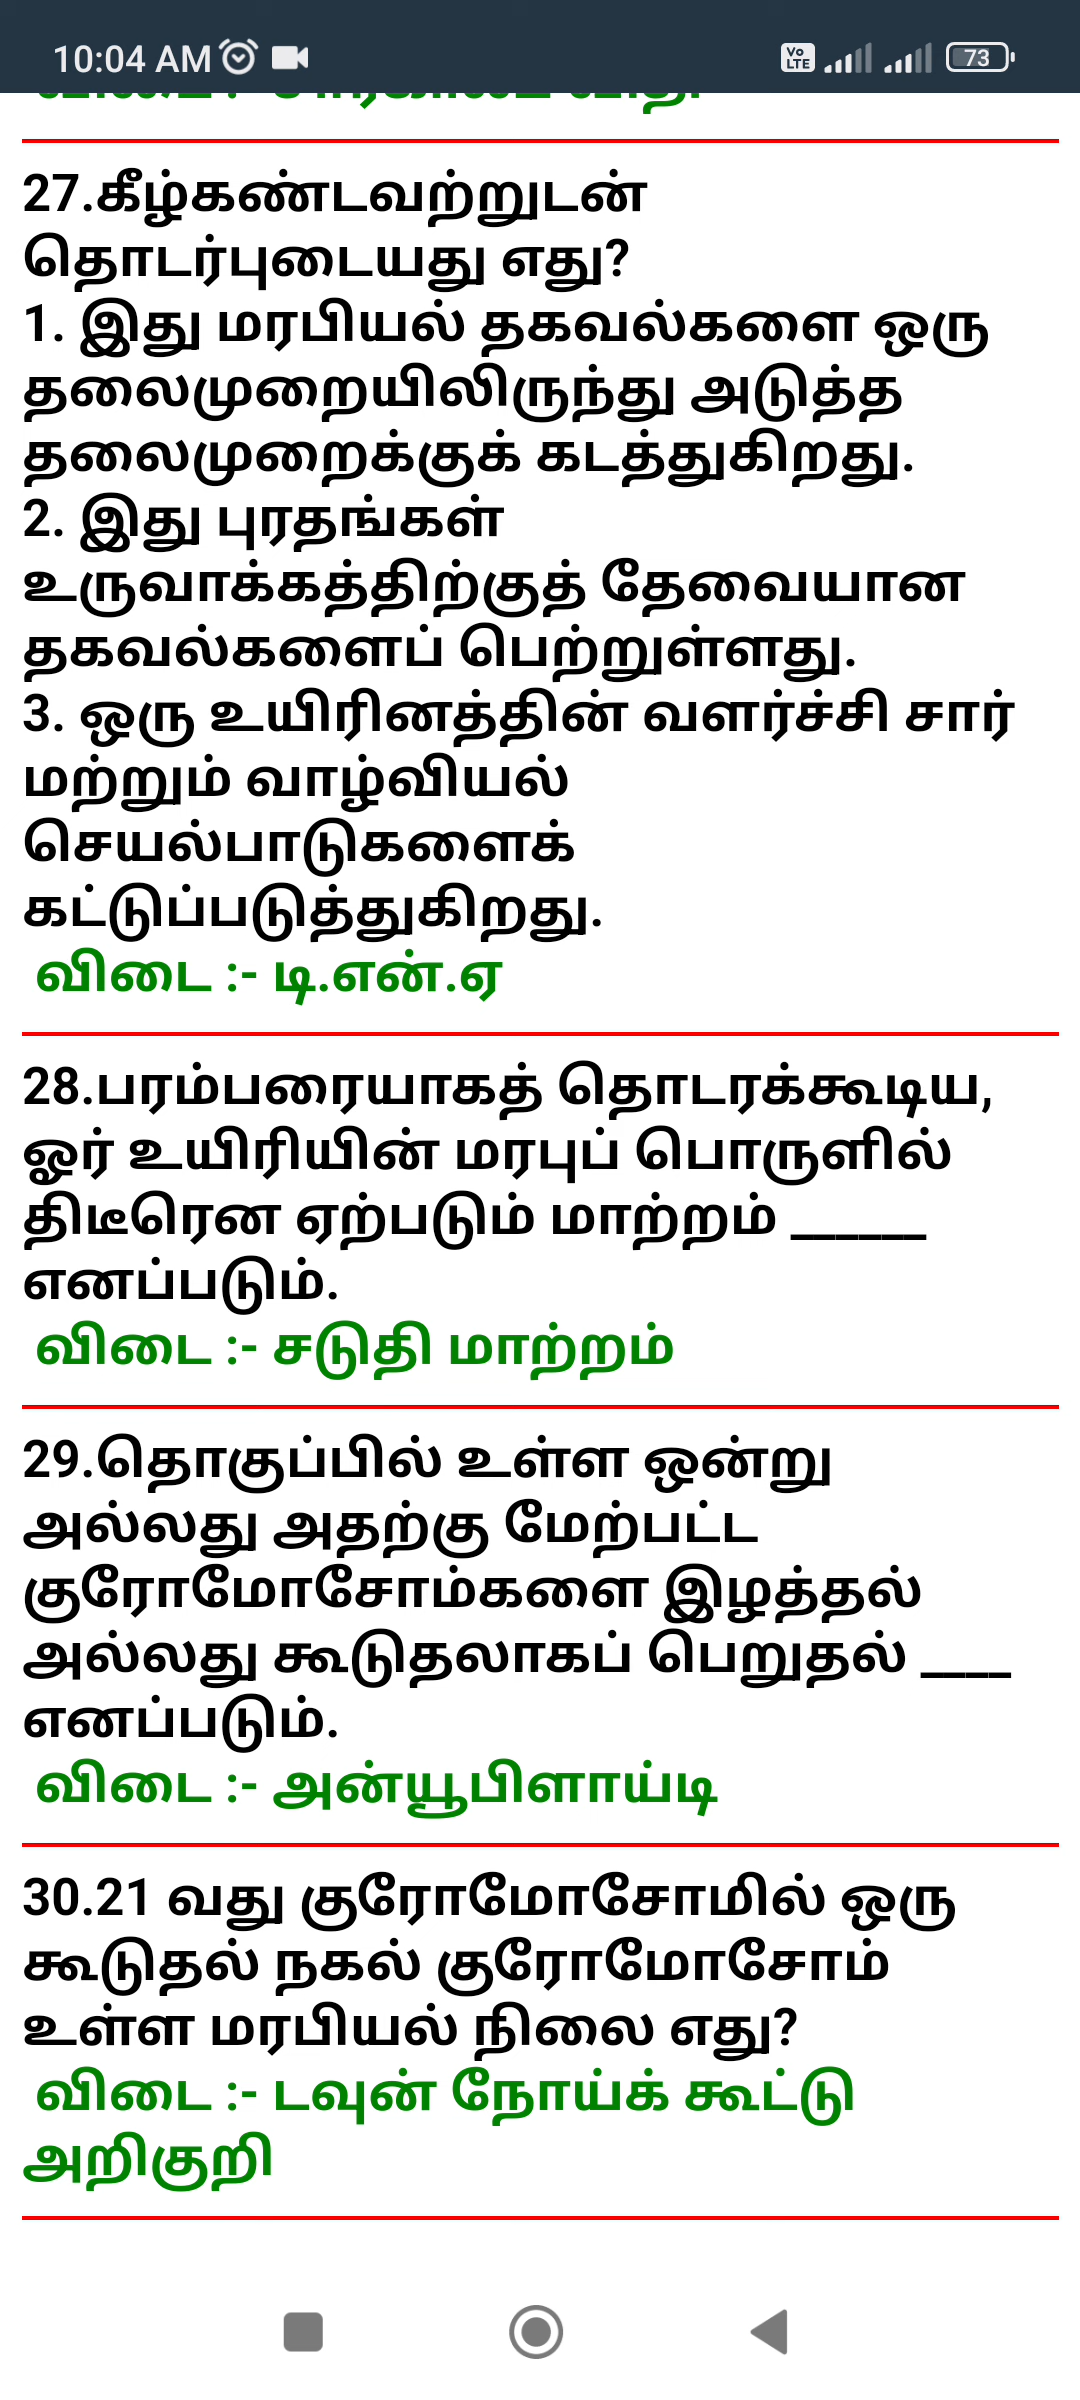 10:04 AM
Vo LTE
73
27.கீழ்கண்டவற்றுடன்
தொடர்புடையது எது?
1. இது மரபியல் தகவல்களை ஒரு
தலைமுறையிலிருந்து அடுத்த
தலைமுறைக்குக் கடத்துகிறது.
2. இது புரதங்கள்
உருவாக்கத்திற்குத் தேவையான
தகவல்களைப் பெற்றுள்ளது.
3. ஒரு உயிரினத்தின் வளர்ச்சி சார்
மற்றும் வாழ்வியல்
செயல்பாடுகளைக்
கட்டுப்படுத்துகிறது.
விடை :- டி.என்.ஏ
28.பரம்பரையாகத் தொடரக்கூடிய,
ஓர் உயிரியின் மரபுப் பொருளில்
திடீரென ஏற்படும் மாற்றம் ______
எனப்படும்.
விடை :- சடுதி மாற்றம்
29.தொகுப்பில் உள்ள ஒன்று
அல்லது அதற்கு மேற்பட்ட
குரோமோசோம்களை இழத்தல்
அல்லது கூடுதலாகப் பெறுதல் ____
எனப்படும்.
விடை :- அன்யூபிளாய்டி
30.21 வது குரோமோசோமில் ஒரு
கூடுதல் நகல் குரோமோசோம்
உள்ள மரபியல் நிலை எது?
விடை :- டவுன் நோய்க் கூட்டு
அறிகுறி